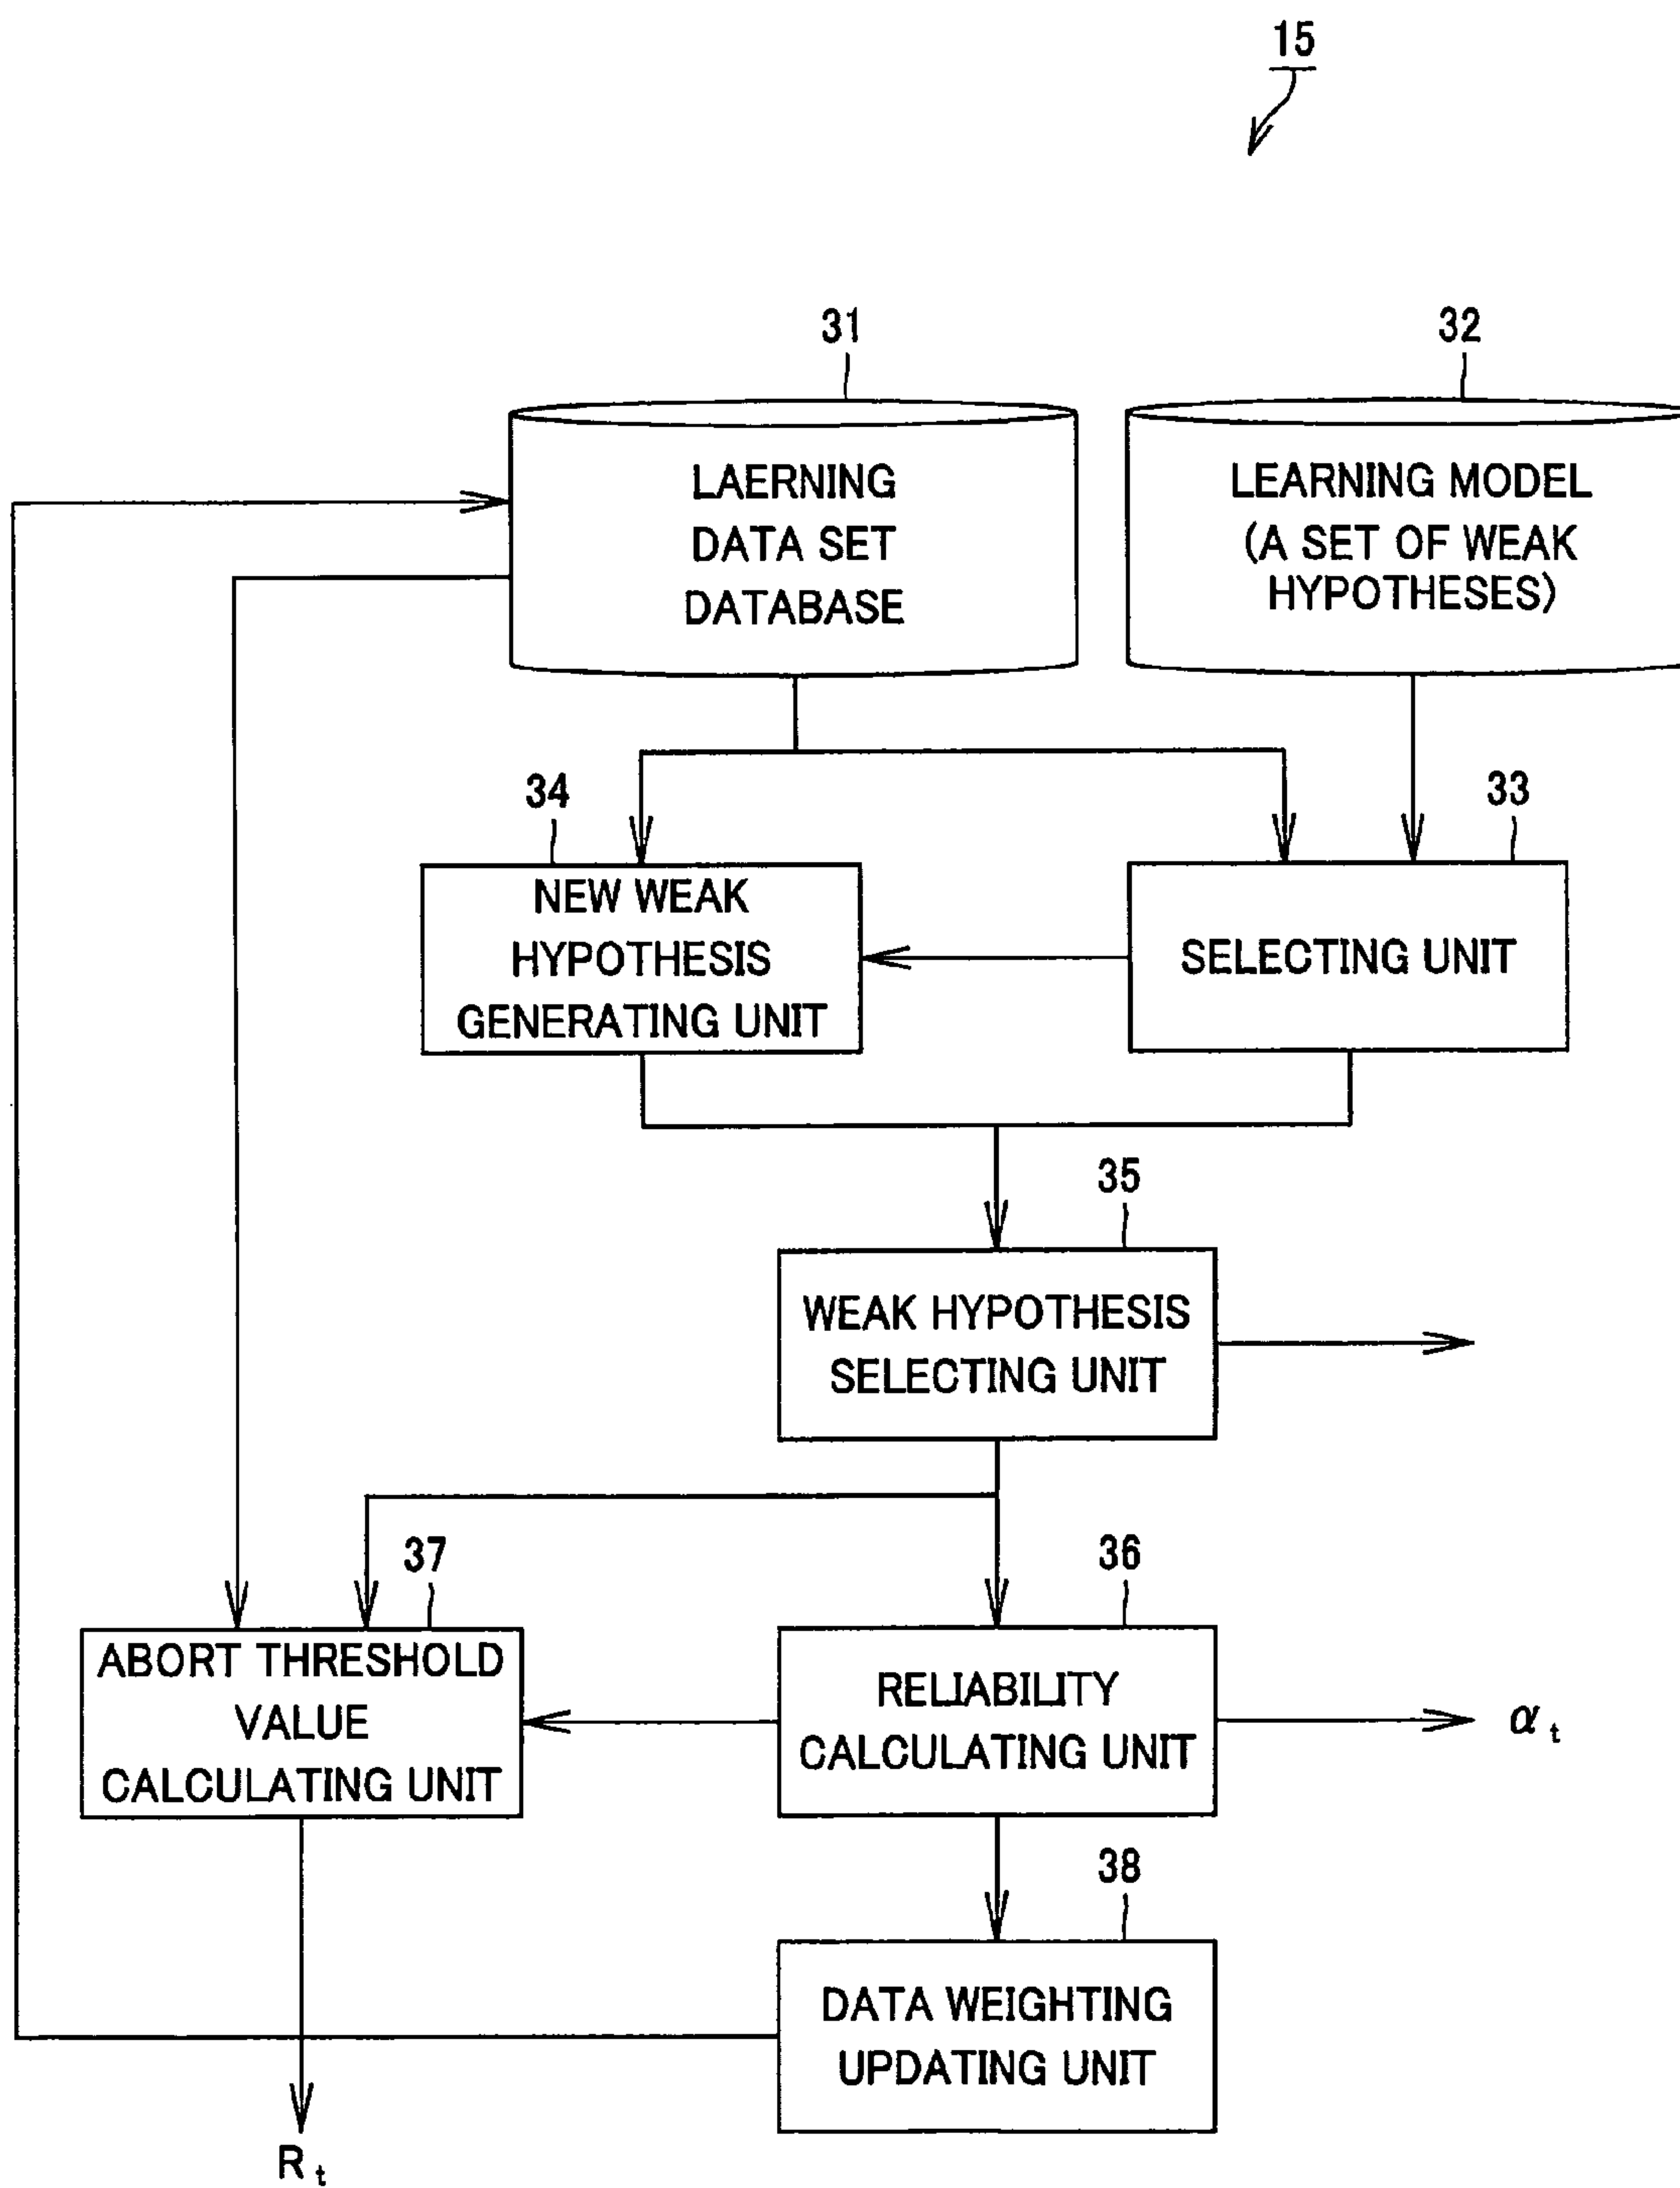 15
31
32
LAERNING
DATA SET
DATABASE
LEARNING MODEL
(A SET OF WEAK
HYPOTHESES)
34
33
NEW WEAK
HYPOTHESIS
GENERATING UNIT
SELECTING UNIT
35
WEAK HYPOTHESIS
SELECTING UNIT
37
36
ABORT THRESHOLD
VALUE
CALCULATING UNIT
RELIABILITY
CALCULATING UNIT
αt
38
DATA WEIGHTING
UPDATING UNIT
Rt